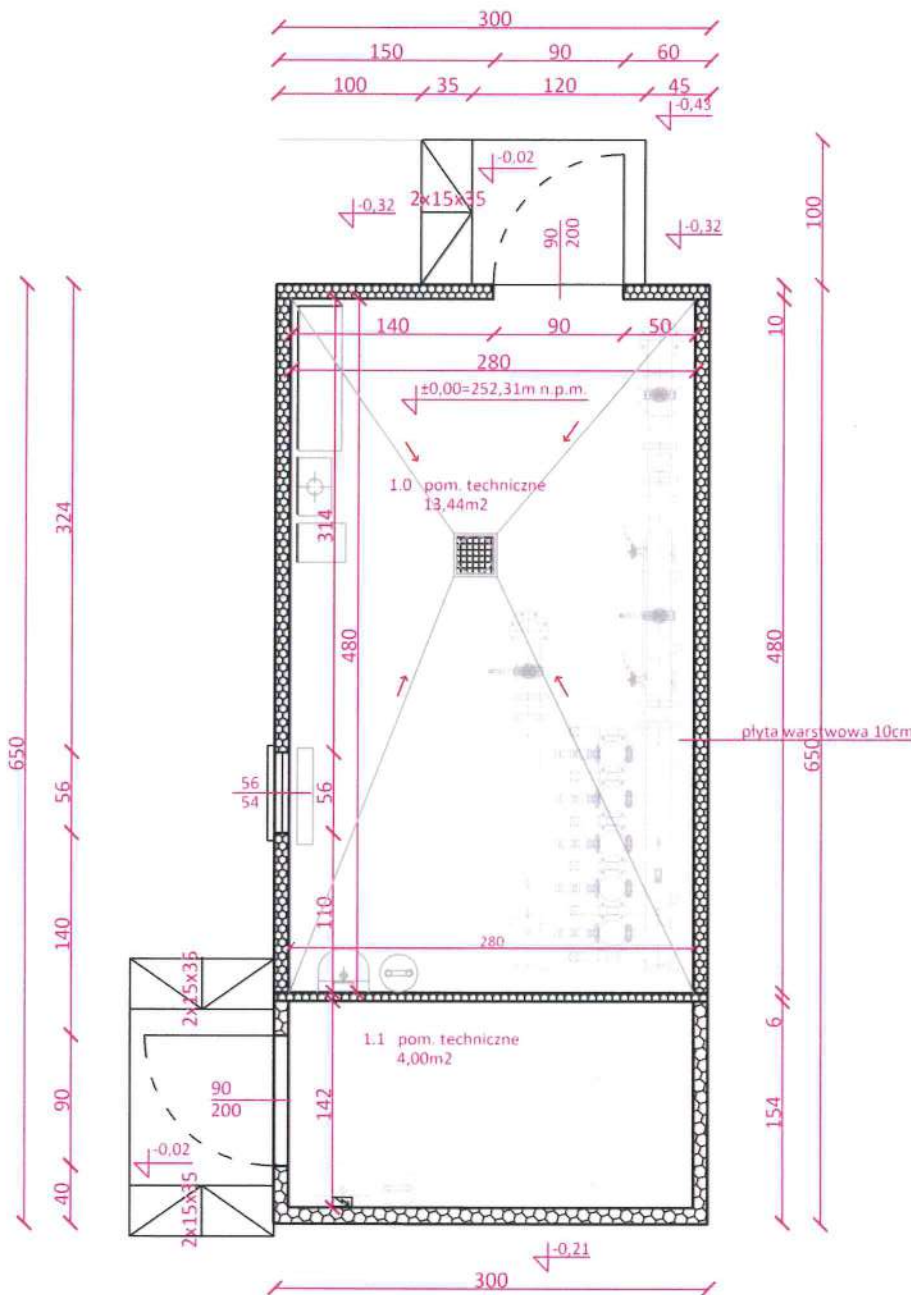 300
150 90 60
100 35 120 45
-0,43
-0,02
2x15x35
-0,32
-0,32
90
200
100
140 90 50
10
280
±0,00=252,31m n.p.m.
1.0 pom. techniczne
13,44m2
324
314
480
480
650
płyta warstwowa 10cm
650
56
56
54
56
140
110
280
2x15x35
6
1.1 pom. techniczne
4,00m2
90
90
200
142
154
-0,02
40
2x15x35
-0,21
300